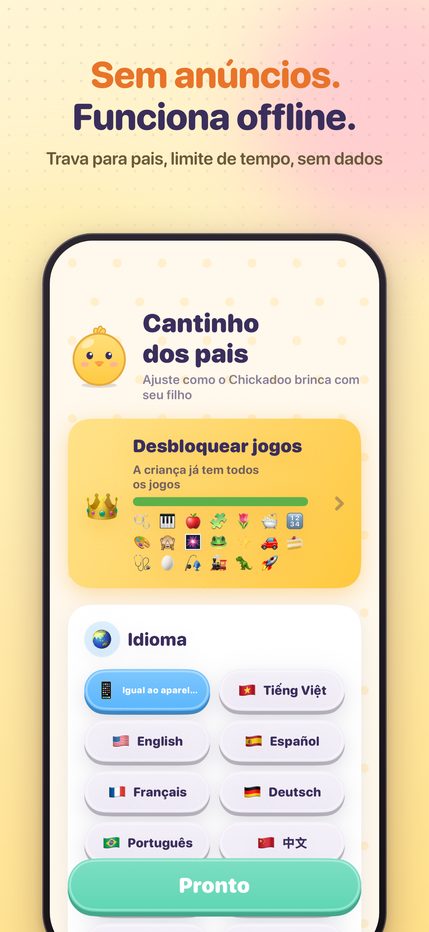 Sem anúncios.
Funciona offline.
Trava para pais, limite de tempo, sem dados
Cantinho
dos pais
Ajuste como o Chickadoo brinca com
seu filho
Desbloquear jogos
A criança já tem todos
os jogos
Idioma
Igual ao aparel...
Tiếng Việt
English
Español
Français
Deutsch
Português
中文
Pronto